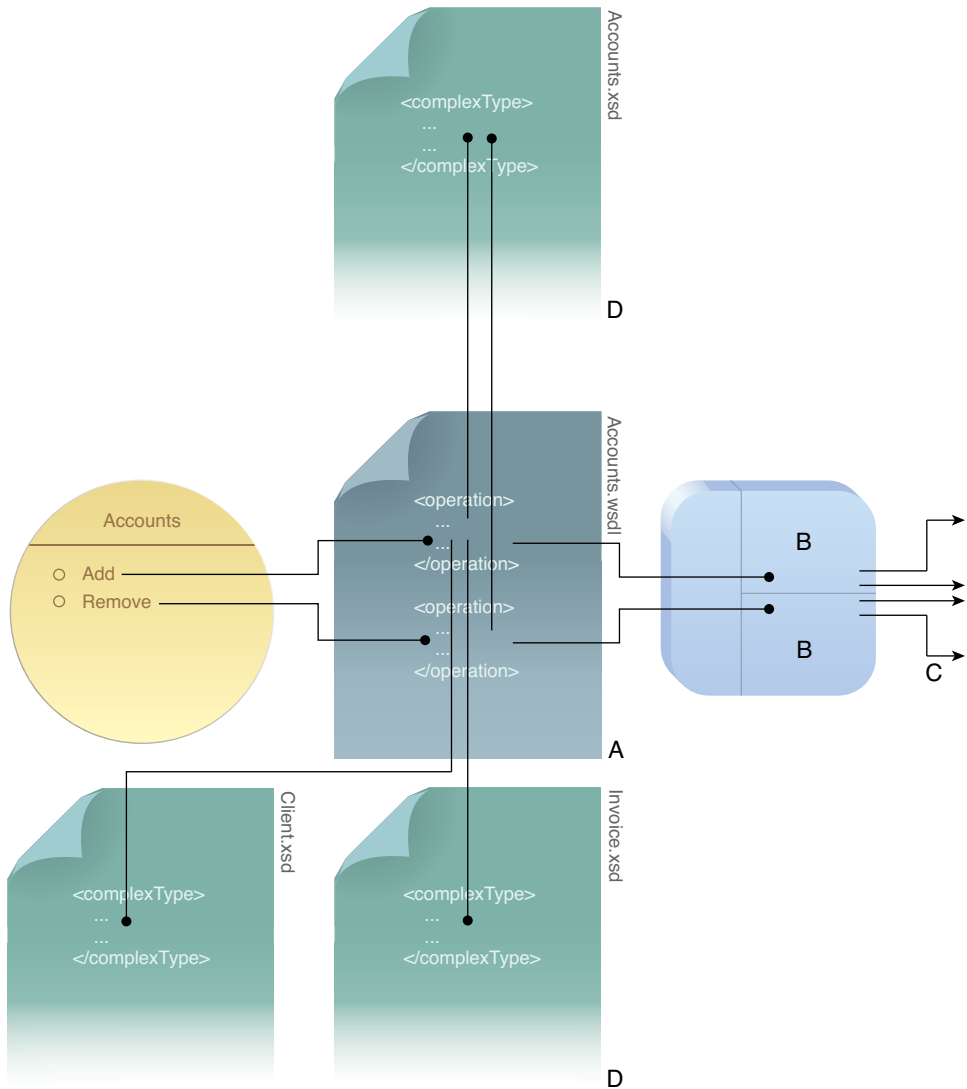 Accounts.xsd
<complexType>
...
...
</complexType>
D
Accounts.wsdl
<operation>
...
...
</operation>
<operation>
...
...
</operation>
A
Accounts
Add
Remove
B
B
C
Client.xsd
<complexType>
...
...
</complexType>
Invoice.xsd
<complexType>
...
...
</complexType>
D